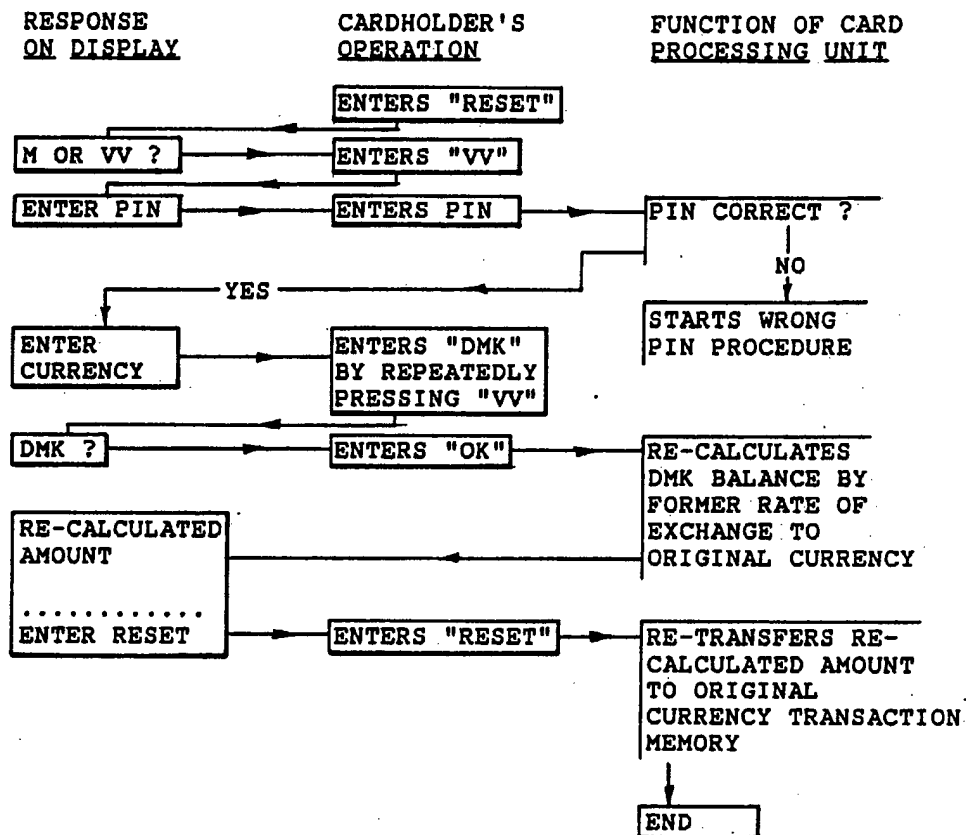 RESPONSE
ON DISPLAY
CARDHOLDER'S
OPERATION
FUNCTION OF CARD
PROCESSING UNIT
ENTERS "RESET"
M OR VV ?
ENTERS "VV"
ENTER PIN
ENTERS PIN
PIN CORRECT ?
NO
YES
STARTS WRONG
PIN PROCEDURE
ENTER
CURRENCY
ENTERS "DMK"
BY REPEATEDLY
PRESSING "VV"
DMK ?
ENTERS "OK"
RE-CALCULATES
DMK BALANCE BY
FORMER RATE OF
EXCHANGE TO
ORIGINAL CURRENCY
RE-CALCULATED
AMOUNT
............
ENTER RESET
ENTERS "RESET"
RE-TRANSFERS RE-
CALCULATED AMOUNT
TO ORIGINAL
CURRENCY TRANSACTION
MEMORY
END